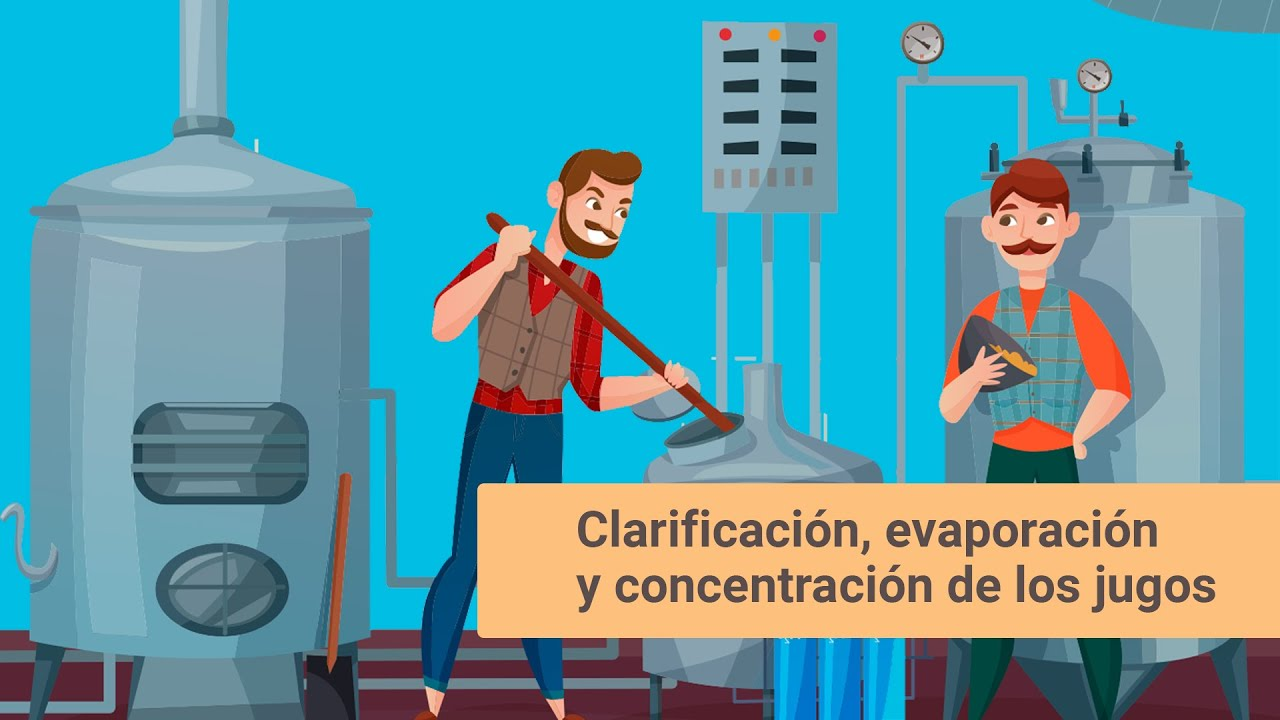 Clarificación, evaporación
y concentración de los jugos